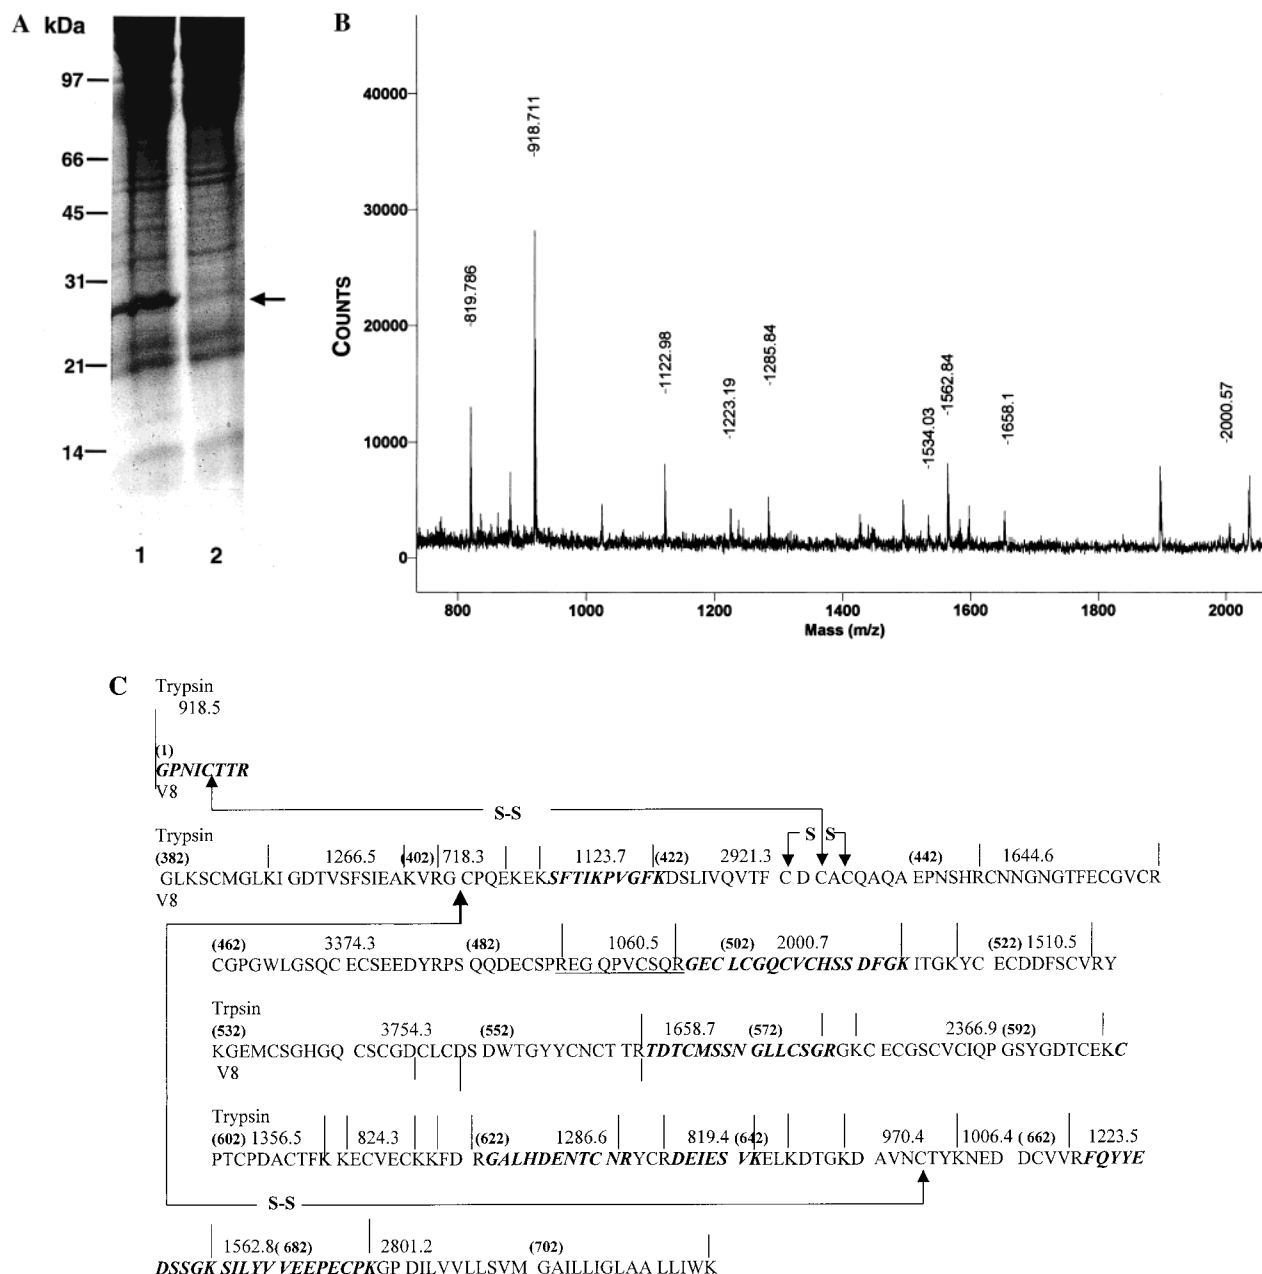 A kDa
97
66
45
31
21
14
1 2
B
COUNTS
40000
30000
20000
10000
0
-819.786
-918.711
-1122.98
-1223.19
-1285.84
-1534.03
-1562.84
-1658.1
-2000.57
800 1000 1200 1400 1600 1800 2000
Mass (m/z)
C Trypsin
918.5
(1)
GPNICTTR
V8
S-S
Trypsin
S S
(382) 1266.5 (402) 718.3 1123.7 (422) 2921.3 (442) 1644.6
GLKSCMGLKI GDTVSFSIEAKVRGCPQEKEKSFTIKPVGFKDSLIVQVTF C D CACQAQA EPNSHRCNNGNGTFECGVCR
V8
(462) 3374.3 (482) 1060.5 (502) 2000.7 (522) 1510.5
CGPGWLGSQC ECSEEDYRPS QQDECSPREG QPVCSQRGEC LCGQCVCHSS DFGK ITGKYC ECDDFSCVRY
Trpsin
(532) 3754.3 (552) 1658.7 (572) 2366.9 (592)
KGEMCSGHGQ CSCGDCLCDS DWTGYYCNCT TRTDTCMSSN GLLCSGRGKC ECGSCVCIQP GSYGDTCEKC
V8
Trypsin
(602) 1356.5 824.3 (622) 1286.6 819.4 (642) 970.4 1006.4 ( 662) 1223.5
PTCPDACTFK KECVECKKFD RGALHDENTC NRYCRDEIES VKELKDTGKD AVNCTYKNED DCVVRFQYYE
S-S
1562.8( 682) 2801.2 (702)
DSSGK SILYV VEEPECPKGP DILVVLLSVM GAILLIGLAA LLIWK